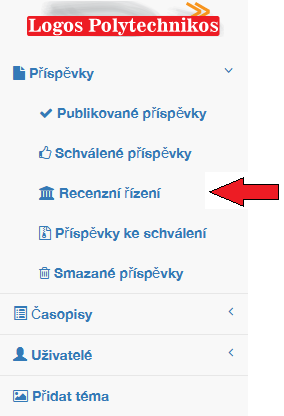 Logos Polytechnikos
Příspěvky
Publikované příspěvky
Schválené příspěvky
Recenzní řízení
Příspěvky ke schválení
Smazané příspěvky
Časopisy
Uživatelé
Přidat téma